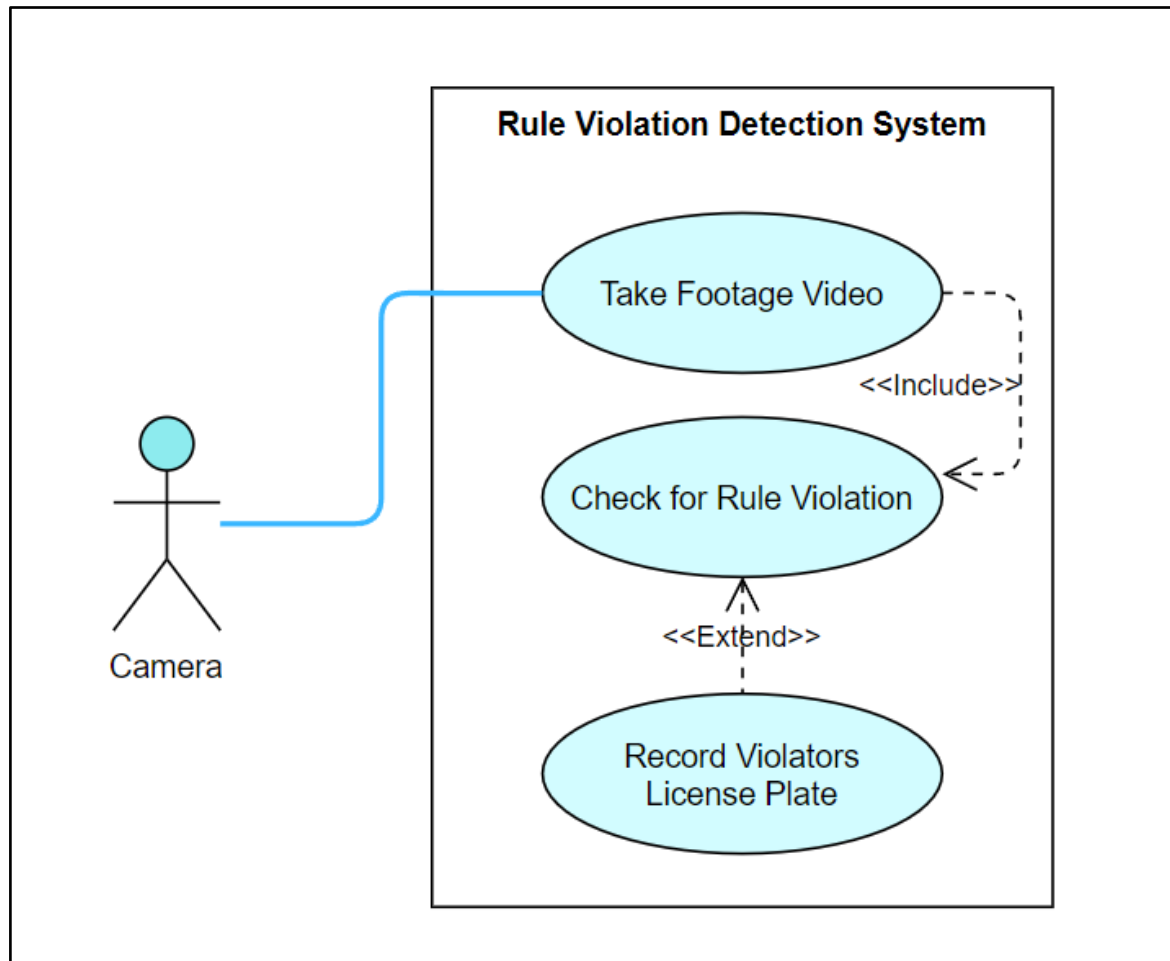 Rule Violation Detection System
Take Footage Video
<<Include>>
Check for Rule Violation
<<Extend>>
Camera
Record Violators
License Plate